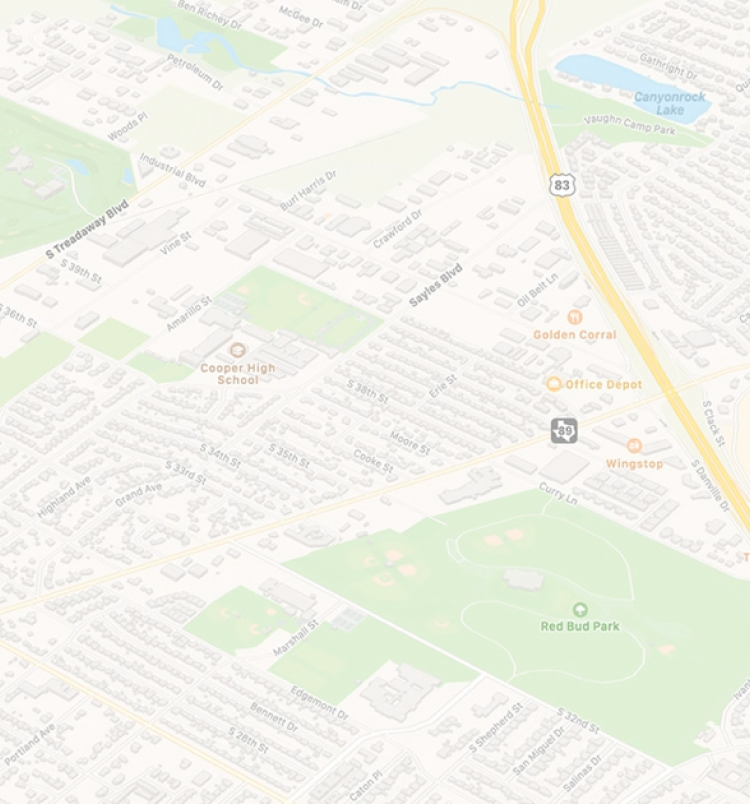 Ben Richey Dr
McGee Dr
Petroleum Dr
Gathright Dr
Canyonrock
Lake
Vaughn Camp Park
Woods Pl
Industrial Blvd
83
Burl Harris Dr
S Treadaway Blvd
Crawford Dr
Vine St
S 39th St
Sayles Blvd
Oil Belt Ln
S 36th St
Amarillo St
Golden Corral
Cooper High
School
Office Depot
S 38th St
Erie St
S Clack St
89
Moore St
Wingstop
S 34th St
S 35th St
Cooke St
S 33rd St
S Danville Dr
Highland Ave
Grand Ave
Curry Ln
Red Bud Park
Marshall St
Edgemont Dr
Bennett Dr
S 32nd St
S Shepherd St
S 28th St
San Miguel Dr
Portland Ave
Salinas Dr
Caton Pl